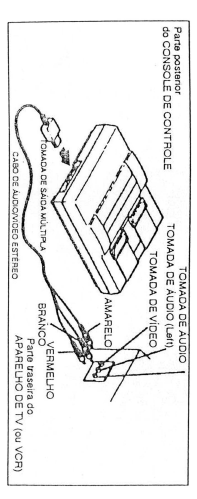 Parte posterior
do CONSOLE DE CONTROLE
TOMADA DE ÁUDIO
TOMADA DE ÁUDIO (Left)
TOMADA DE VÍDEO
AMARELO
TOMADA DE SAÍDA MÚLTIPLA
VERMELHO
BRANCO
CABO DE ÁUDIO/VÍDEO ESTÉREO
Parte traseira do
APARELHO DE TV (ou VCR)